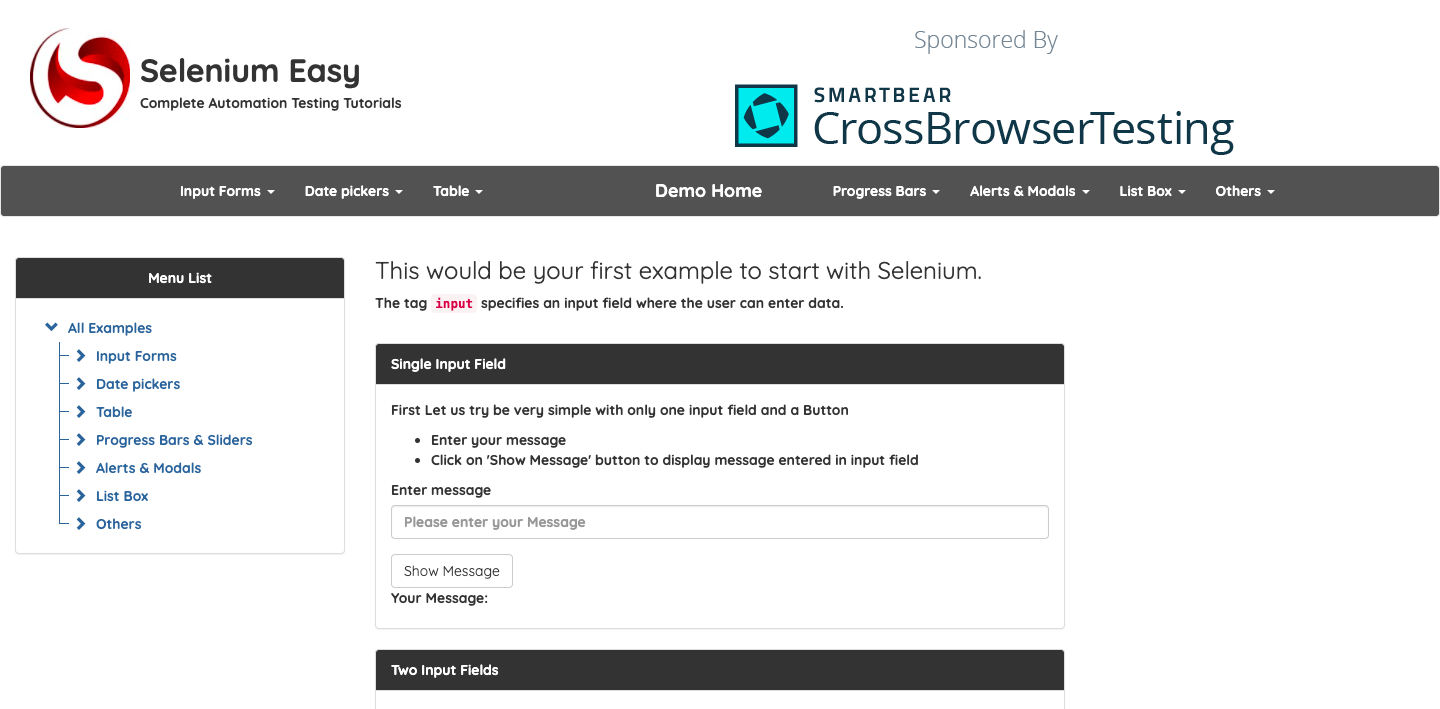 Selenium Easy
Complete Automation Testing Tutorials
Sponsored By
SMARTBEAR
CrossBrowserTesting
Input Forms Date pickers Table Demo Home Progress Bars Alerts & Modals List Box Others
Menu List
All Examples
Input Forms
Date pickers
Table
Progress Bars & Sliders
Alerts & Modals
List Box
Others
This would be your first example to start with Selenium.
The tag input specifies an input field where the user can enter data.
Single Input Field
First Let us try be very simple with only one input field and a Button
• Enter your message
• Click on 'Show Message' button to display message entered in input field
Enter message
Please enter your Message
Show Message
Your Message:
Two Input Fields